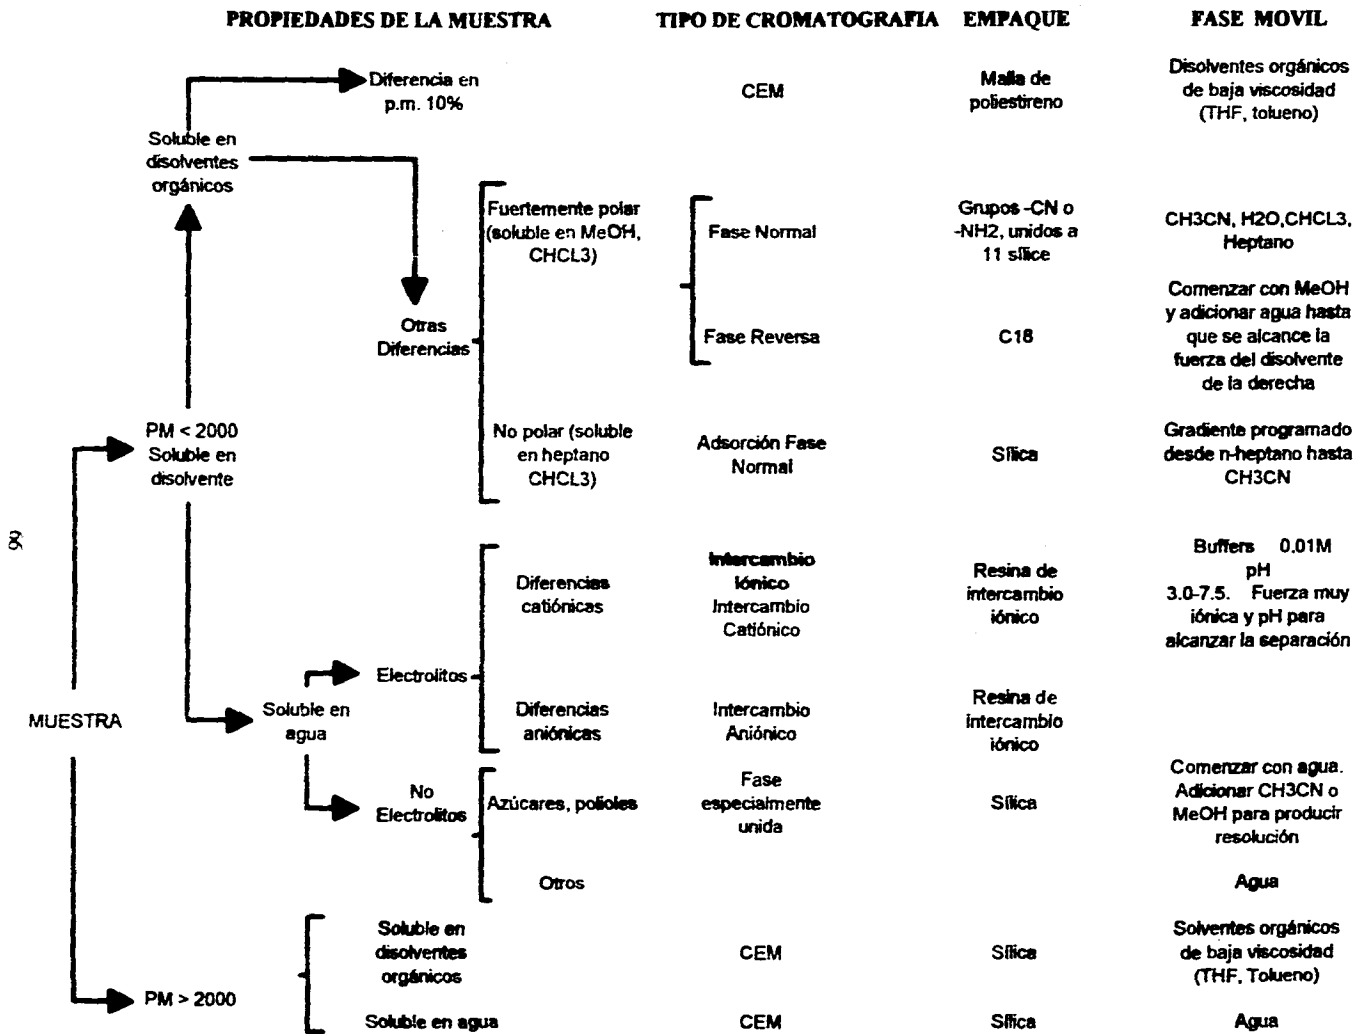 PROPIEDADES DE LA MUESTRA
TIPO DE CROMATOGRAFIA
EMPAQUE
FASE MOVIL
Diferencia en
p.m. 10%
CEM
Malla de
poliestireno
Disolventes orgánicos
de baja viscosidad
(THF, tolueno)
Soluble en
disolventes
orgánicos
Fuertemente polar
(soluble en MeOH,
CHCL3)
Fase Normal
Grupos -CN o
-NH2, unidos a
11 sílice
CH3CN, H2O,CHCL3,
Heptano
Otras
Diferencias
Fase Reversa
C18
Comenzar con MeOH
y adicionar agua hasta
que se alcance la
fuerza del disolvente
de la derecha
PM < 2000
Soluble en
disolvente
No polar (soluble
en heptano
CHCL3)
Adsorción Fase
Normal
Sílica
Gradiente programado
desde n-heptano hasta
CH3CN
66
Diferencias
catiónicas
Intercambio
Iónico
Intercambio
Catiónico
Resina de
intercambio
iónico
Buffers 0.01M
pH
3.0-7.5. Fuerza muy
iónica y pH para
alcanzar la separación
Electrolitos
MUESTRA
Soluble en
agua
Diferencias
aniónicas
Intercambio
Aniónico
Resina de
intercambio
iónico
No
Electrolitos
Azúcares, polioles
Fase
especialmente
unida
Sílica
Comenzar con agua.
Adicionar CH3CN o
MeOH para producir
resolución
Otros
Agua
PM > 2000
Soluble en
disolventes
orgánicos
CEM
Sílica
Solventes orgánicos
de baja viscosidad
(THF, Tolueno)
Soluble en agua
CEM
Sílica
Agua